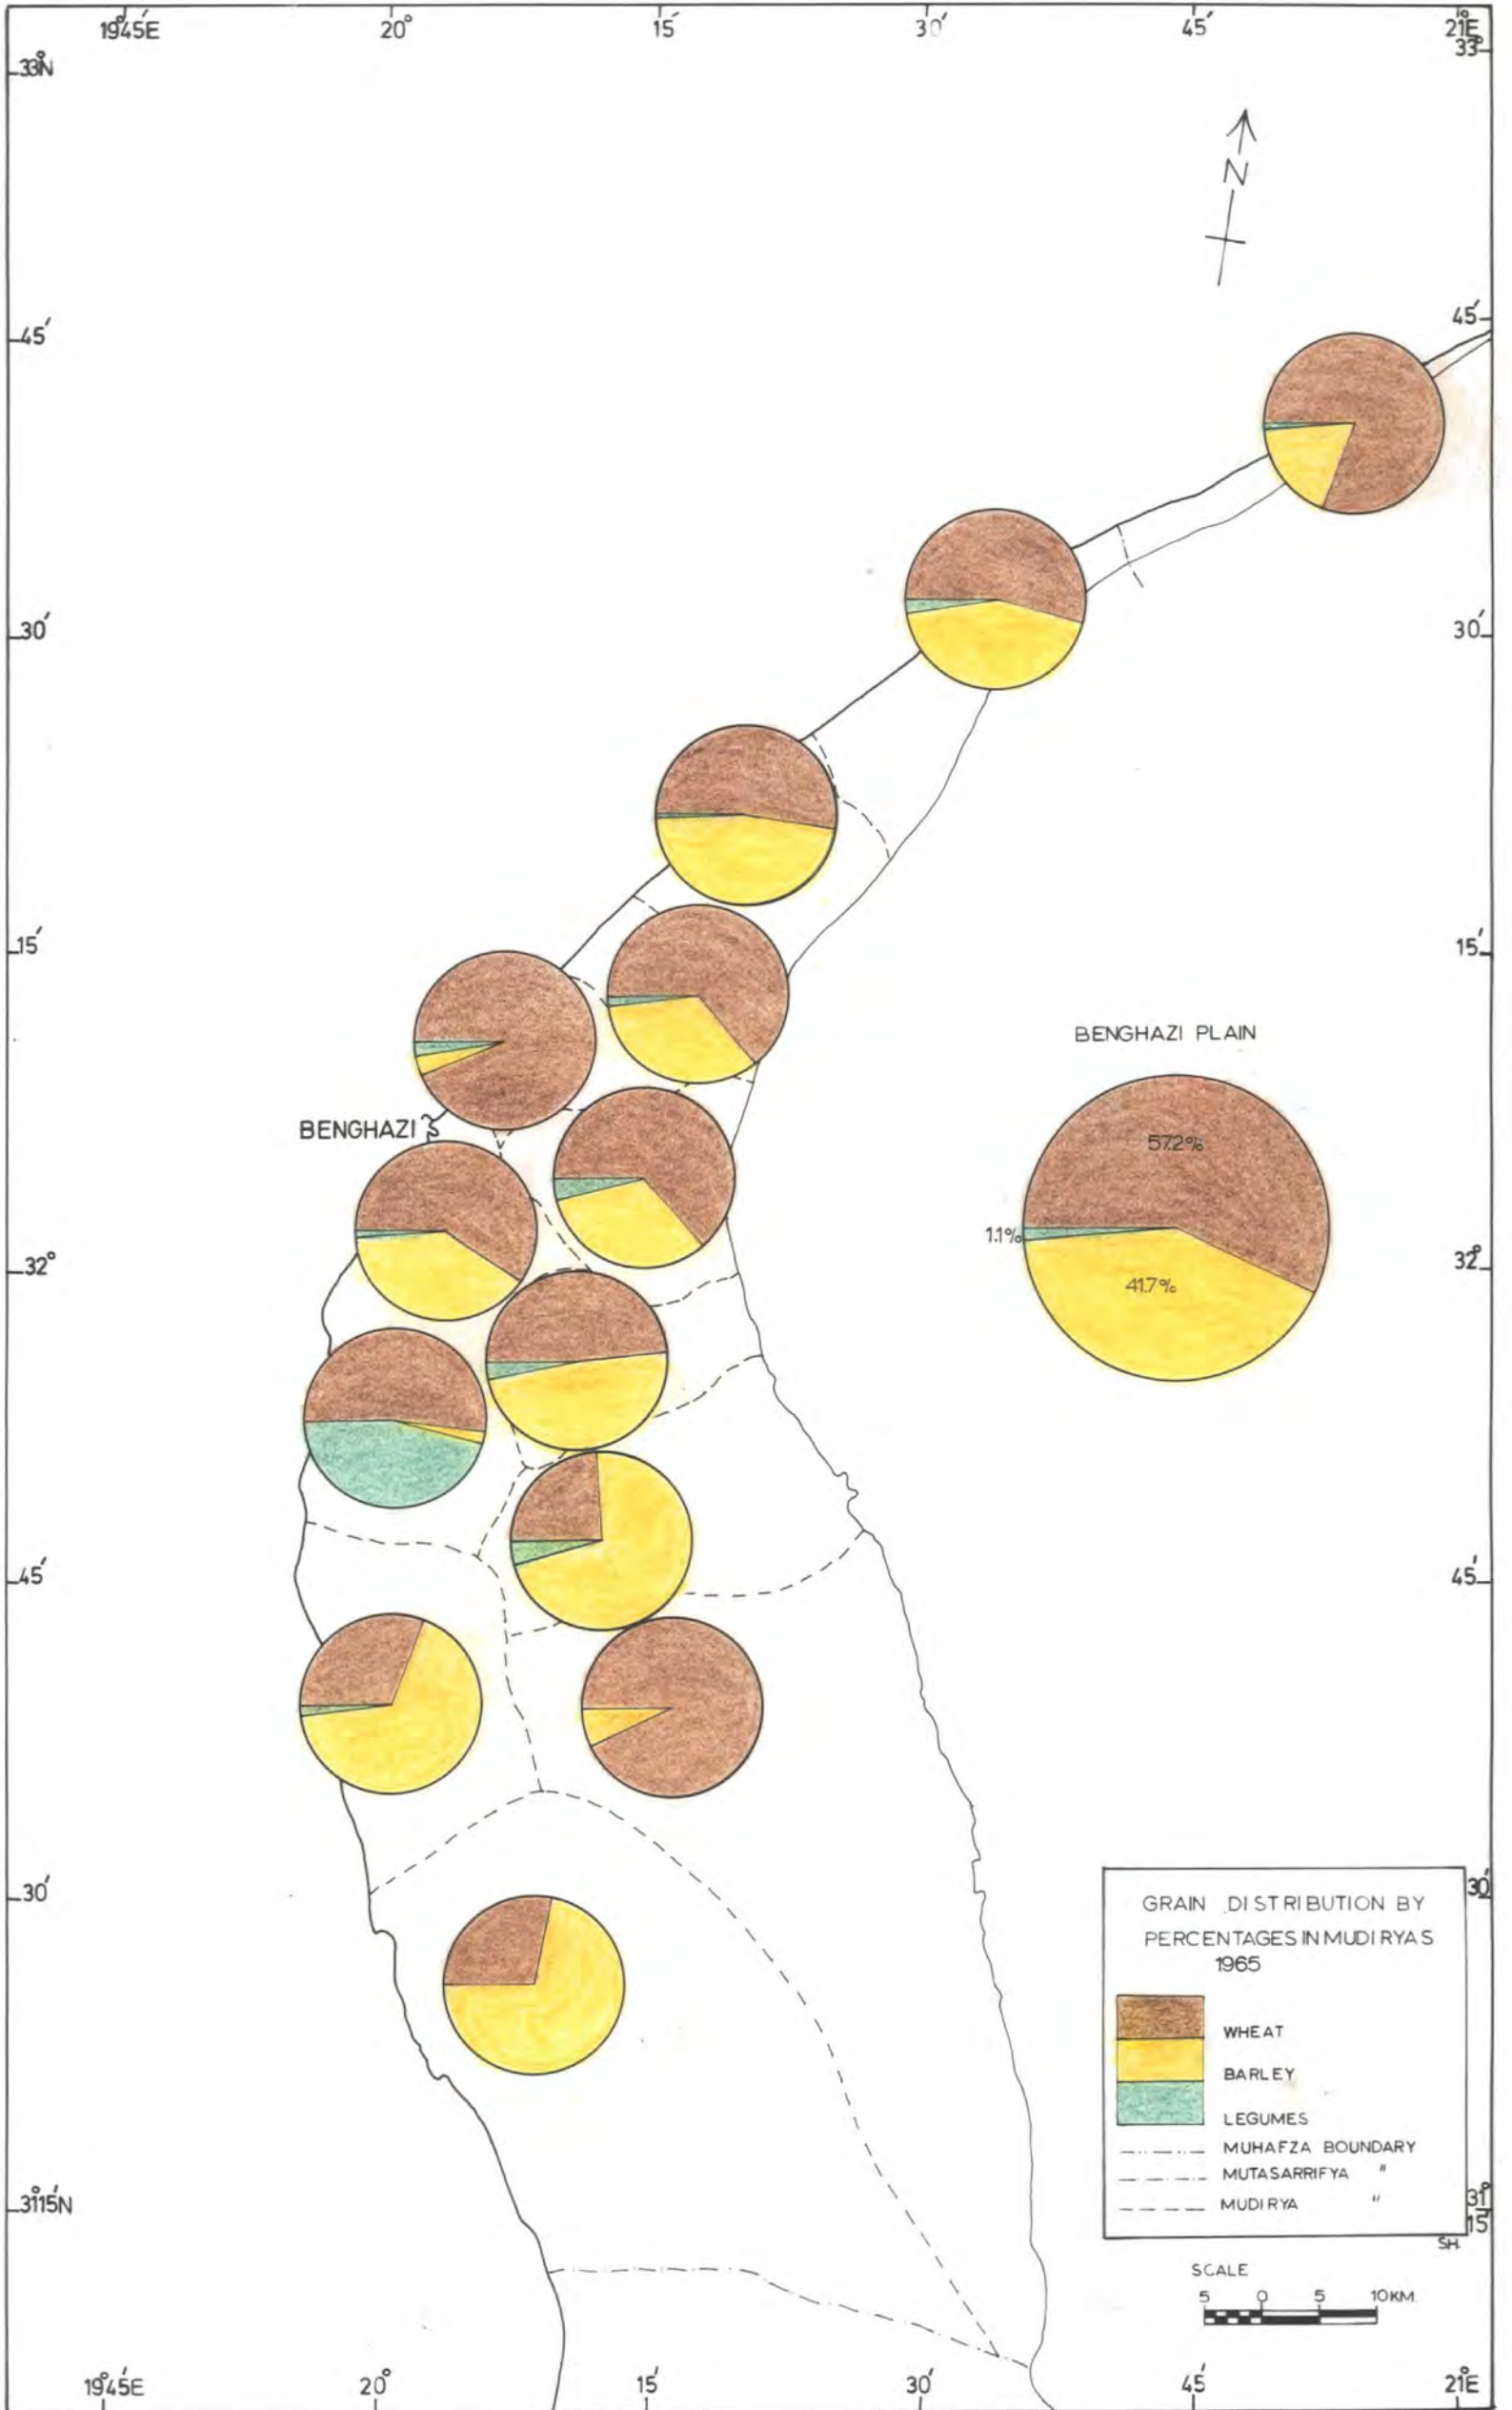 19°45'E 20° 15' 30' 45' 21°E
33°N 33°
N
45' 45'
30' 30'
15' 15'
BENGHAZI PLAIN
BENGHAZI
57.2%
1.1%
32° 32°
41.7%
45' 45'
30' 30'
GRAIN DISTRIBUTION BY
PERCENTAGES IN MUDIRYAS
1965
WHEAT
BARLEY
LEGUMES
MUHAFZA BOUNDARY
MUTASARRIFYA "
MUDIRYA "
31°15'N 31°
15'
SH.
SCALE
5 0 5 10KM.
19°45'E 20° 15' 30' 45' 21°E